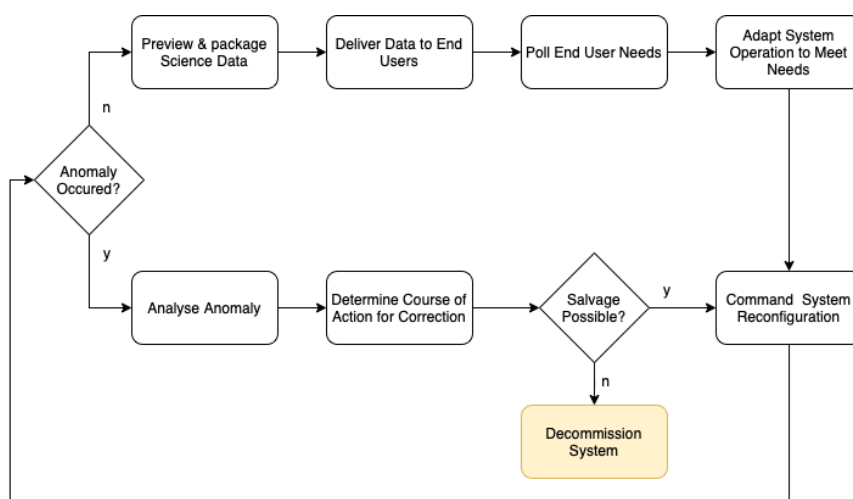 Preview & package
Science Data
Deliver Data to End
Users
Poll End User Needs
Adapt System
Operation to Meet
Needs
n
Anomaly
Occured?
y
Analyse Anomaly
Determine Course of
Action for Correction
Salvage
Possible?
y
Command System
Reconfiguration
n
Decommission
System